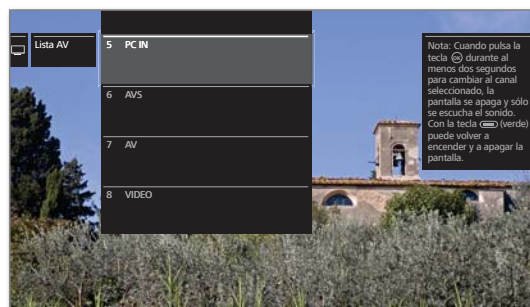 Lista AV
5 PC IN
6 AVS
7 AV
8 VIDEO
Nota: Cuando pulsa la
tecla OK durante al
menos dos segundos
para cambiar al canal
seleccionado, la
pantalla se apaga y sólo
se escucha el sonido.
Con la tecla (verde)
puede volver a
encender y a apagar la
pantalla.